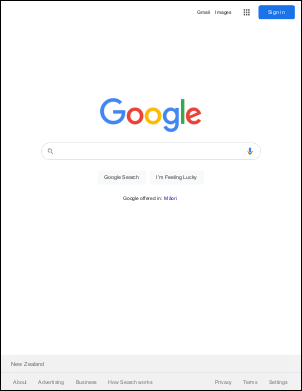 Gmail Images Sign in
Google
Google Search I'm Feeling Lucky
Google offered in: Māori
New Zealand
About Advertising Business How Search works Privacy Terms Settings